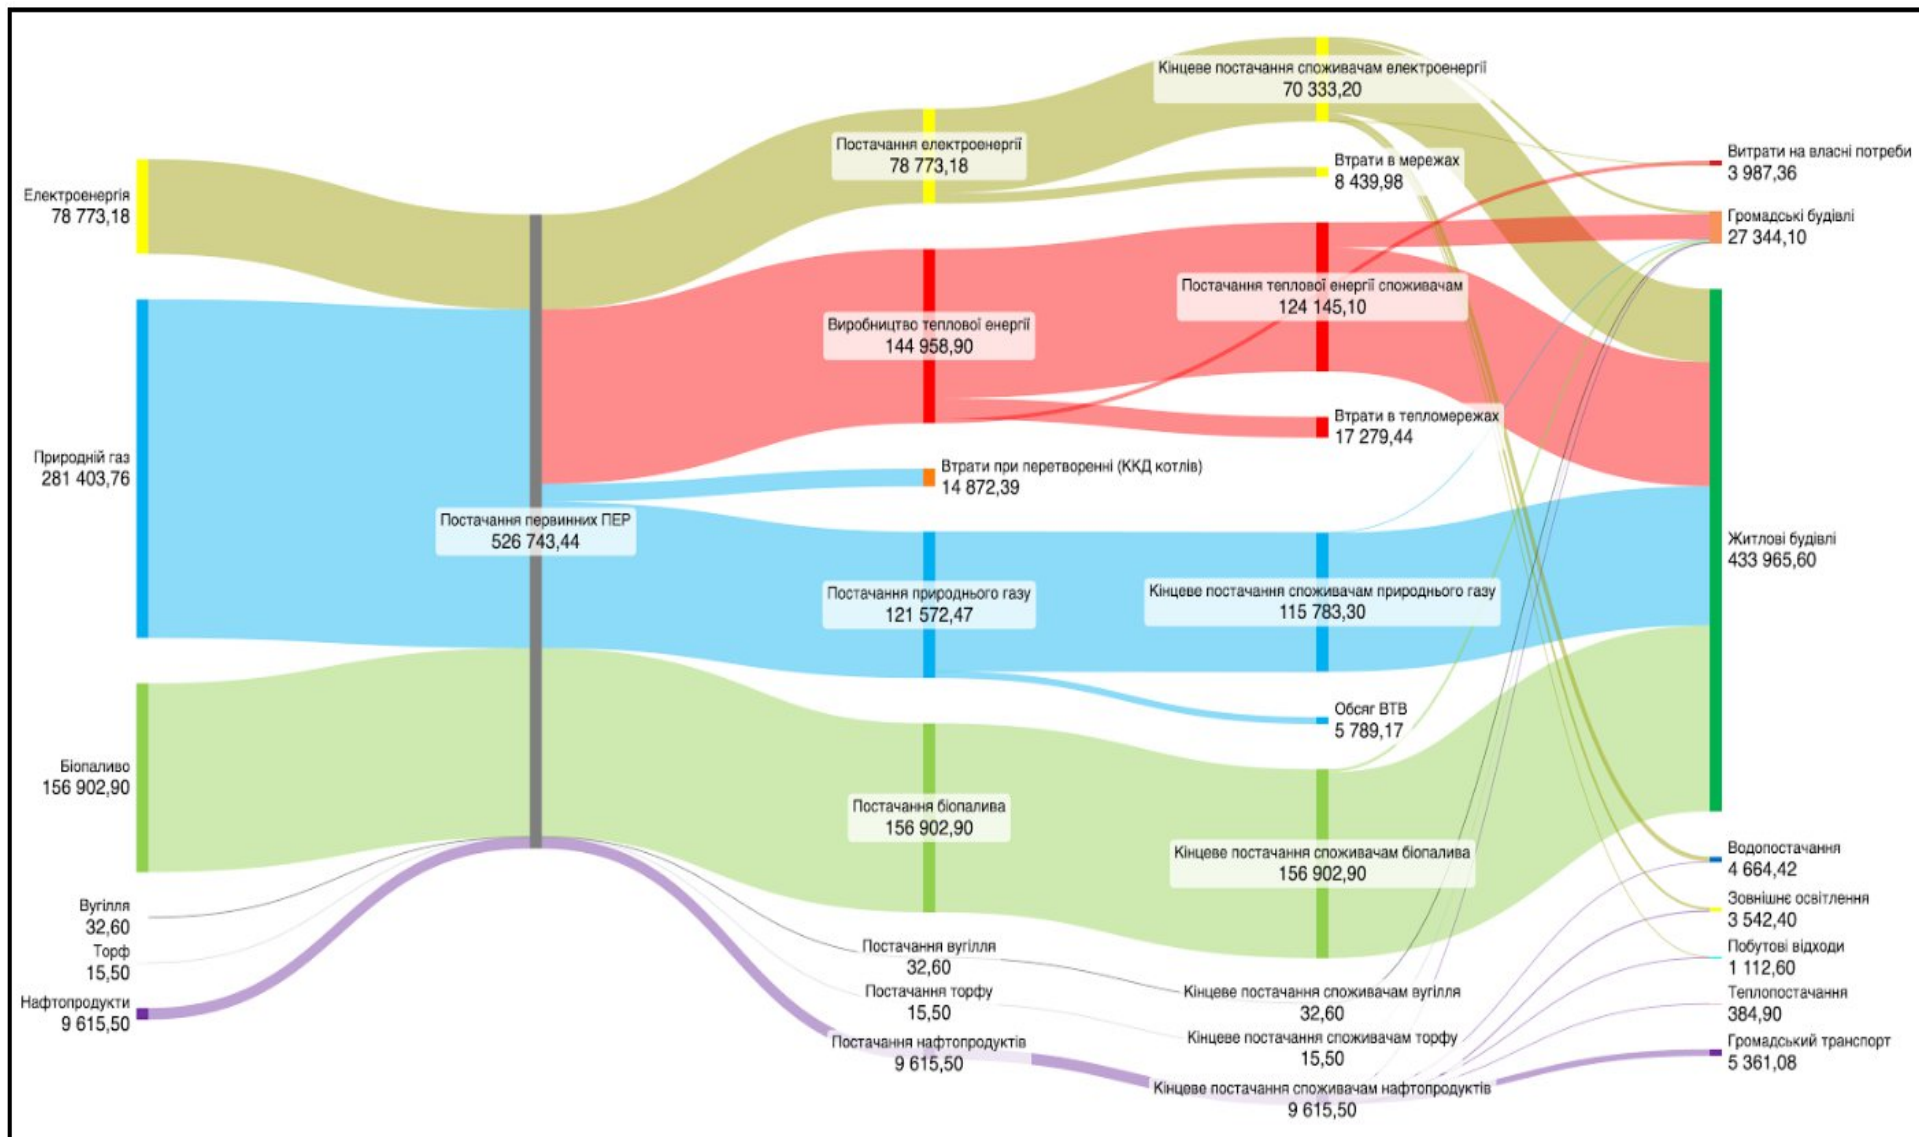 Електроенергія
78 773,18
Природній газ
281 403,76
Біопаливо
156 902,90
Вугілля
32,60
Торф
15,50
Нафтопродукти
9 615,50
Постачання первинних ПЕР
526 743,44
Постачання електроенергії
78 773,18
Виробництво теплової енергії
144 958,90
Втрати при перетворенні (ККД котлів)
14 872,39
Постачання природнього газу
121 572,47
Постачання біопалива
156 902,90
Постачання вугілля
32,60
Постачання торфу
15,50
Постачання нафтопродуктів
9 615,50
Кінцеве постачання споживачам електроенергії
70 333,20
Втрати в мережах
8 439,98
Постачання теплової енергії споживачам
124 145,10
Втрати в тепломережах
17 279,44
Кінцеве постачання споживачам природнього газу
115 783,30
Обсяг ВТВ
5 789,17
Кінцеве постачання споживачам біопалива
156 902,90
Кінцеве постачання споживачам вугілля
32,60
Кінцеве постачання споживачам торфу
15,50
Кінцеве постачання споживачам нафтопродуктів
9 615,50
Витрати на власні потреби
3 987,36
Громадські будівлі
27 344,10
Житлові будівлі
433 965,60
Водопостачання
4 664,42
Зовнішнє освітлення
3 542,40
Побутові відходи
1 112,60
Теплопостачання
384,90
Громадський транспорт
5 361,08